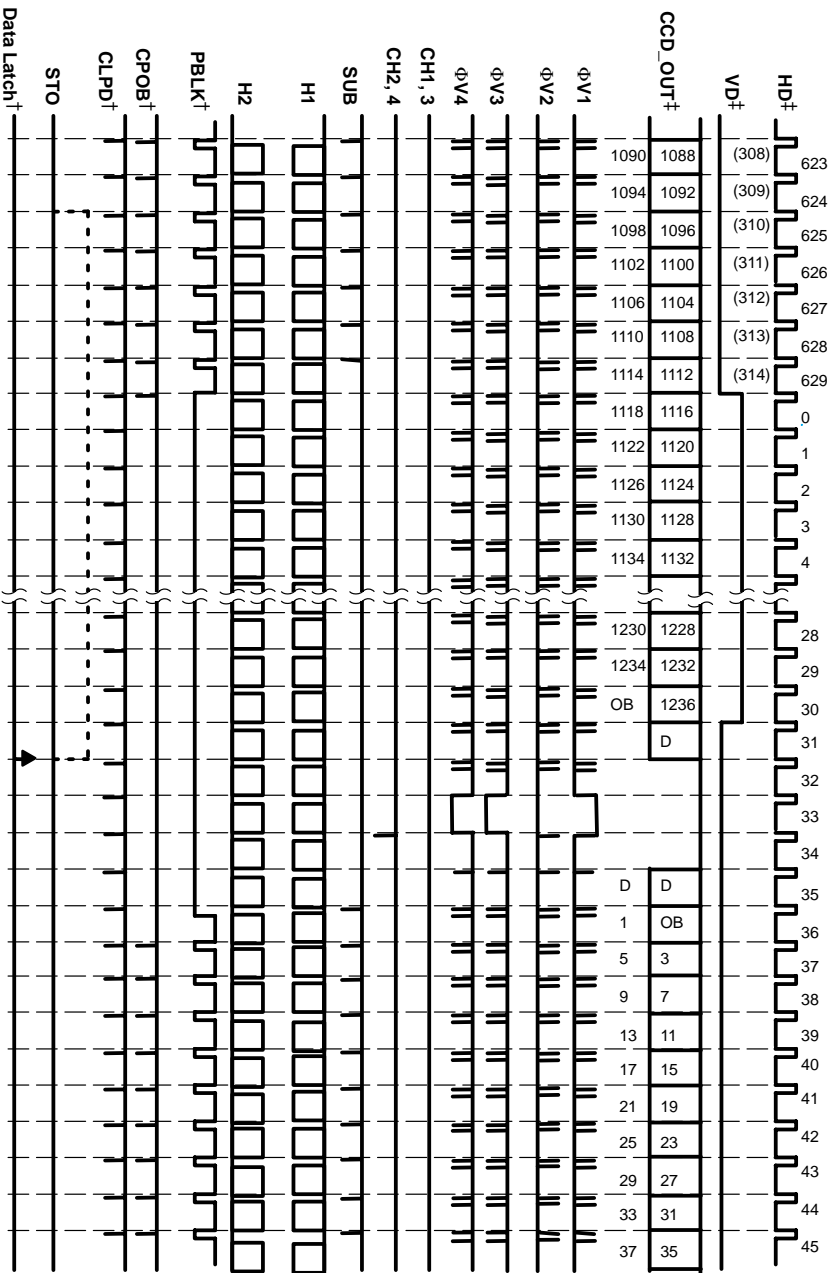 HD‡
VD‡
CCD_OUT‡
ΦV1
ΦV2
ΦV3
ΦV4
CH1, 3
CH2, 4
SUB
H1
H2
PBLK†
CPOB†
CLPD†
STO
Data Latch†
1090 1088 (308) 623
1094 1092 (309) 624
1098 1096 (310) 625
1102 1100 (311) 626
1106 1104 (312) 627
1110 1108 (313) 628
1114 1112 (314) 629
1118 1116 0
1122 1120 1
1126 1124 2
1130 1128 3
1134 1132 4
1230 1228 28
1234 1232 29
OB 1236 30
D 31
32
33
34
D D 35
1 OB 36
5 3 37
9 7 38
13 11 39
17 15 40
21 19 41
25 23 42
29 27 43
33 31 44
37 35 45